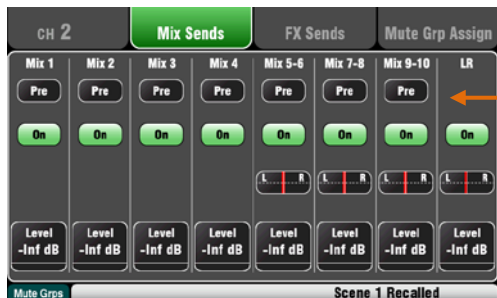 CH 2 Mix Sends FX Sends Mute Grp Assign
Mix 1 Mix 2 Mix 3 Mix 4 Mix 5-6 Mix 7-8 Mix 9-10 LR
Pre Pre Pre Pre Pre Pre Pre
On On On On On On On On
L R L R L R L R
Level Level Level Level Level Level Level Level
-Inf dB -Inf dB -Inf dB -Inf dB -Inf dB -Inf dB -Inf dB -Inf dB
Mute Grps Scene 1 Recalled